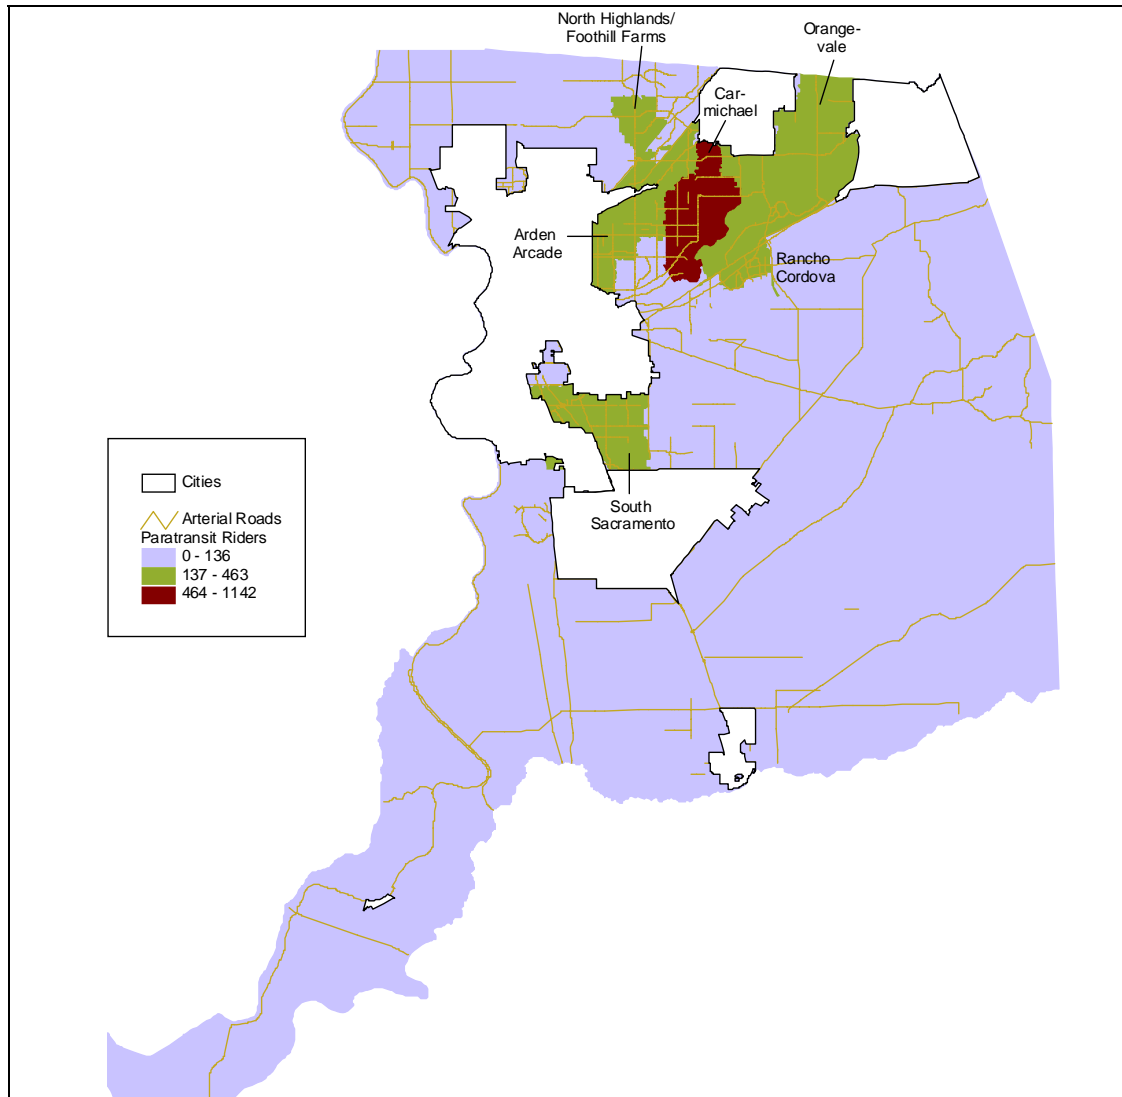 North Highlands/
Foothill Farms
Orange-
vale
Car-
michael
Arden
Arcade
Rancho
Cordova
South
Sacramento
Cities
Arterial Roads
Paratransit Riders
0 - 136
137 - 463
464 - 1142